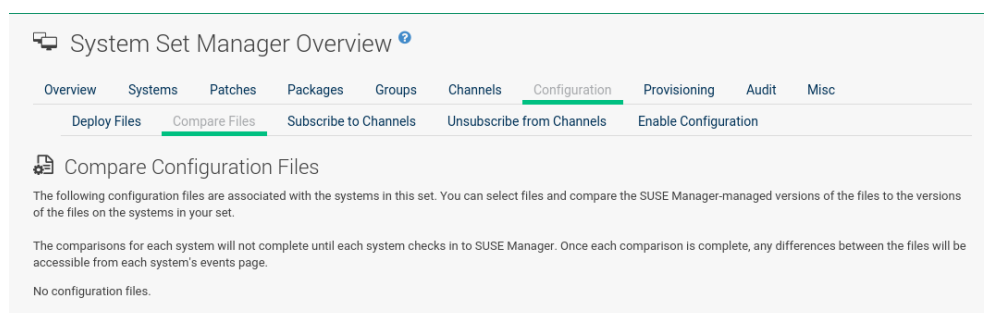 System Set Manager Overview ?
Overview Systems Patches Packages Groups Channels Configuration Provisioning Audit Misc
Deploy Files Compare Files Subscribe to Channels Unsubscribe from Channels Enable Configuration
Compare Configuration Files
The following configuration files are associated with the systems in this set. You can select files and compare the SUSE Manager-managed versions of the files to the versions
of the files on the systems in your set.
The comparisons for each system will not complete until each system checks in to SUSE Manager. Once each comparison is complete, any differences between the files will be
accessible from each system's events page.
No configuration files.